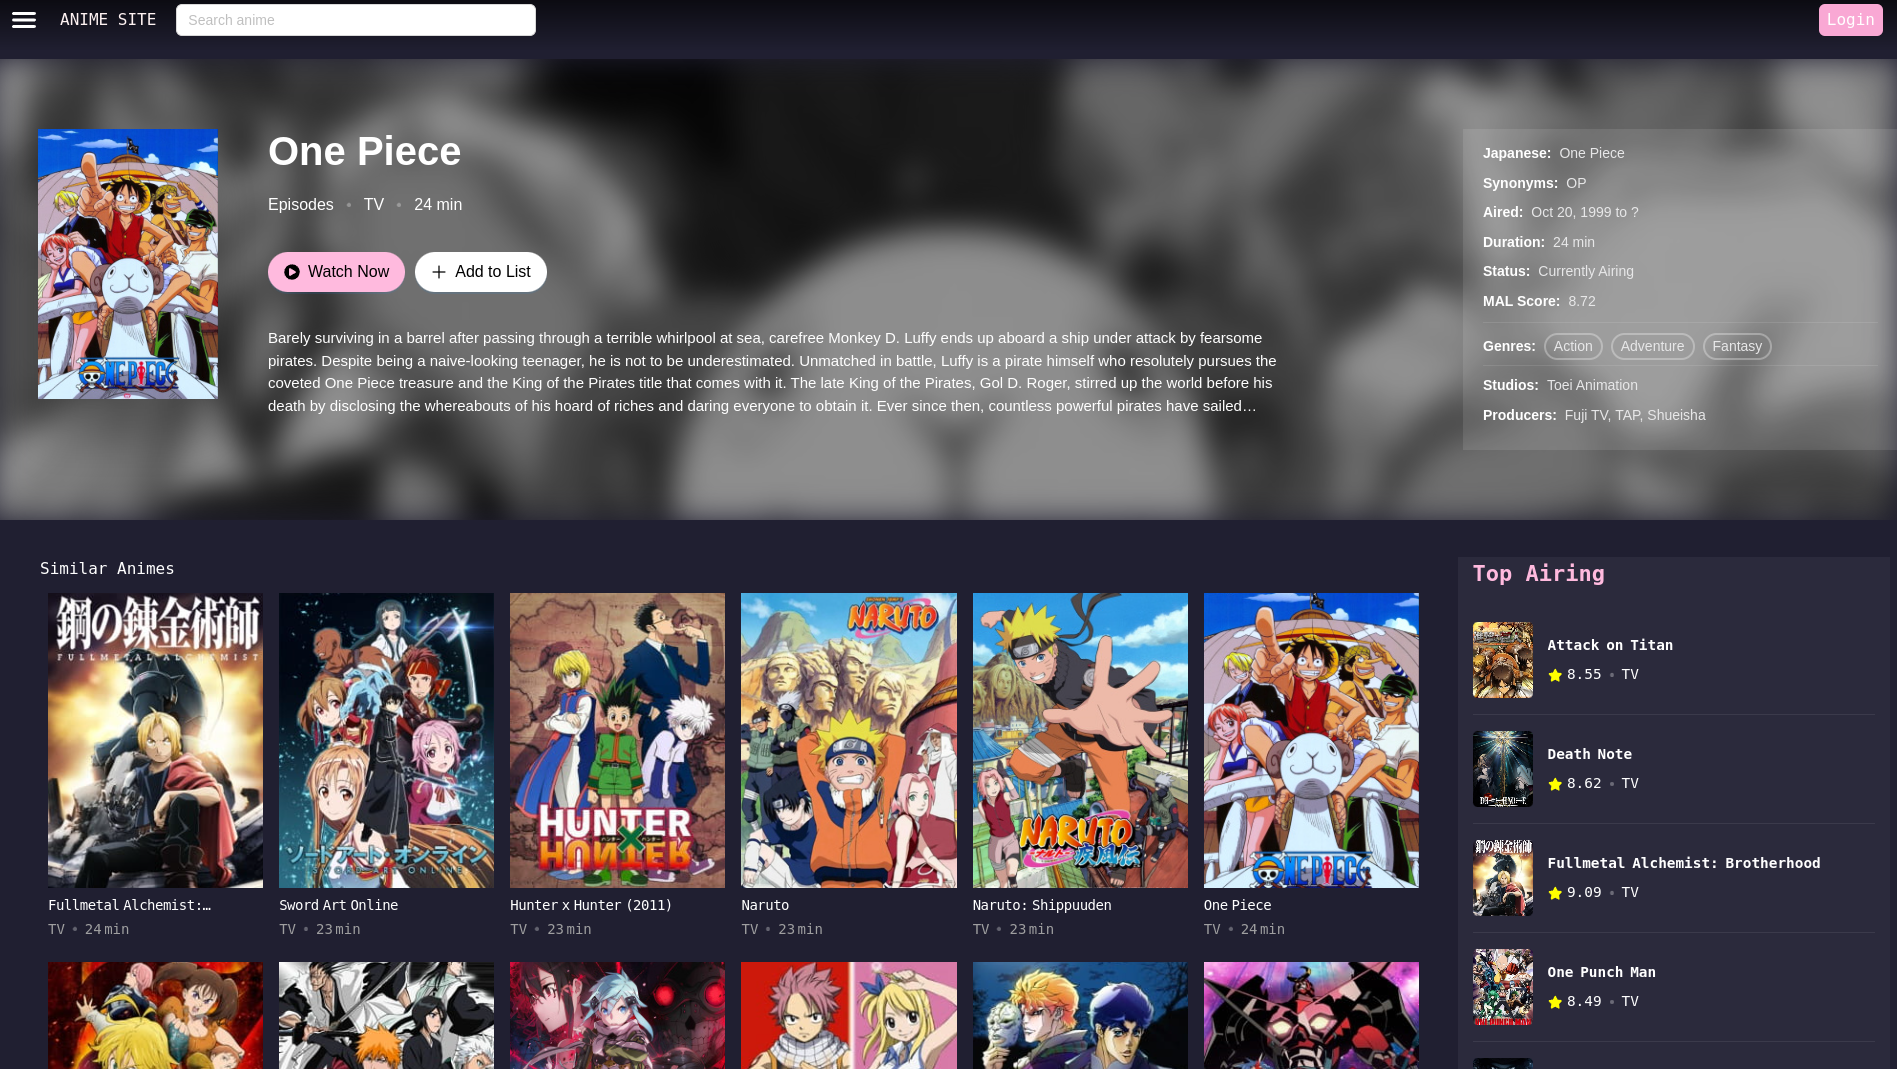 ANIME SITE
Search anime
Login
One Piece
Episodes • TV • 24 min
Watch Now
Add to List
Barely surviving in a barrel after passing through a terrible whirlpool at sea, carefree Monkey D. Luffy ends up aboard a ship under attack by fearsome
pirates. Despite being a naive-looking teenager, he is not to be underestimated. Unmatched in battle, Luffy is a pirate himself who resolutely pursues the
coveted One Piece treasure and the King of the Pirates title that comes with it. The late King of the Pirates, Gol D. Roger, stirred up the world before his
death by disclosing the whereabouts of his hoard of riches and daring everyone to obtain it. Ever since then, countless powerful pirates have sailed…
ONE PIECE
Japanese: One Piece
Synonyms: OP
Aired: Oct 20, 1999 to ?
Duration: 24 min
Status: Currently Airing
MAL Score: 8.72
Genres: Action Adventure Fantasy
Studios: Toei Animation
Producers: Fuji TV, TAP, Shueisha
Similar Animes
鋼の錬金術師
FULLMETAL ALCHEMIST
Fullmetal Alchemist:…
TV • 24 min
ソードアート・オンライン
SWORD ART ONLINE
Sword Art Online
TV • 23 min
HUNTER
HUNTER
Hunter x Hunter (2011)
TV • 23 min
NARUTO
Naruto
TV • 23 min
NARUTO
ナルト
疾風伝
Naruto: Shippuuden
TV • 23 min
ONE PIECE
One Piece
TV • 24 min
Top Airing
Attack on Titan
8.55 • TV
Death Note
8.62 • TV
鋼の錬金術師
Fullmetal Alchemist: Brotherhood
9.09 • TV
One Punch Man
8.49 • TV